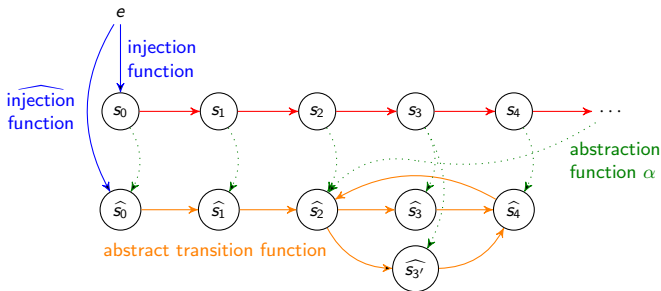 e
injection
function
injection
function
s₀ s₁ s₂ s₃ s₄ ⋯
abstraction
function α
ŝ₀ ŝ₁ ŝ₂ ŝ₃ ŝ₄
abstract transition function
ŝ₃′